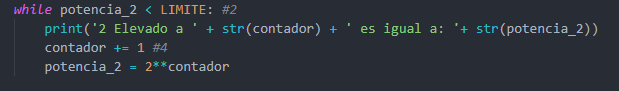 while potencia_2 < LIMITE: #2
    print('2 Elevado a ' + str(contador) + ' es igual a: '+ str(potencia_2))
    contador += 1 #4
    potencia_2 = 2**contador